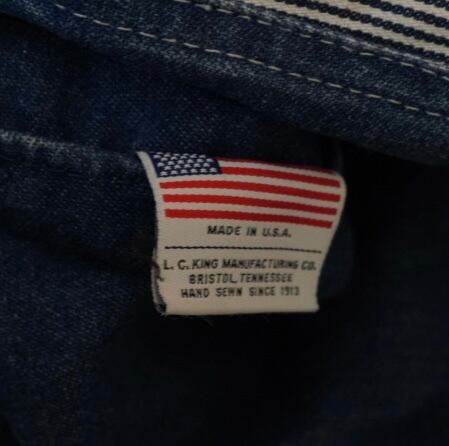 MADE IN U.S.A.
L. C. KING MANUFACTURING CO.
BRISTOL, TENNESSEE
HAND SEWN SINCE 1913